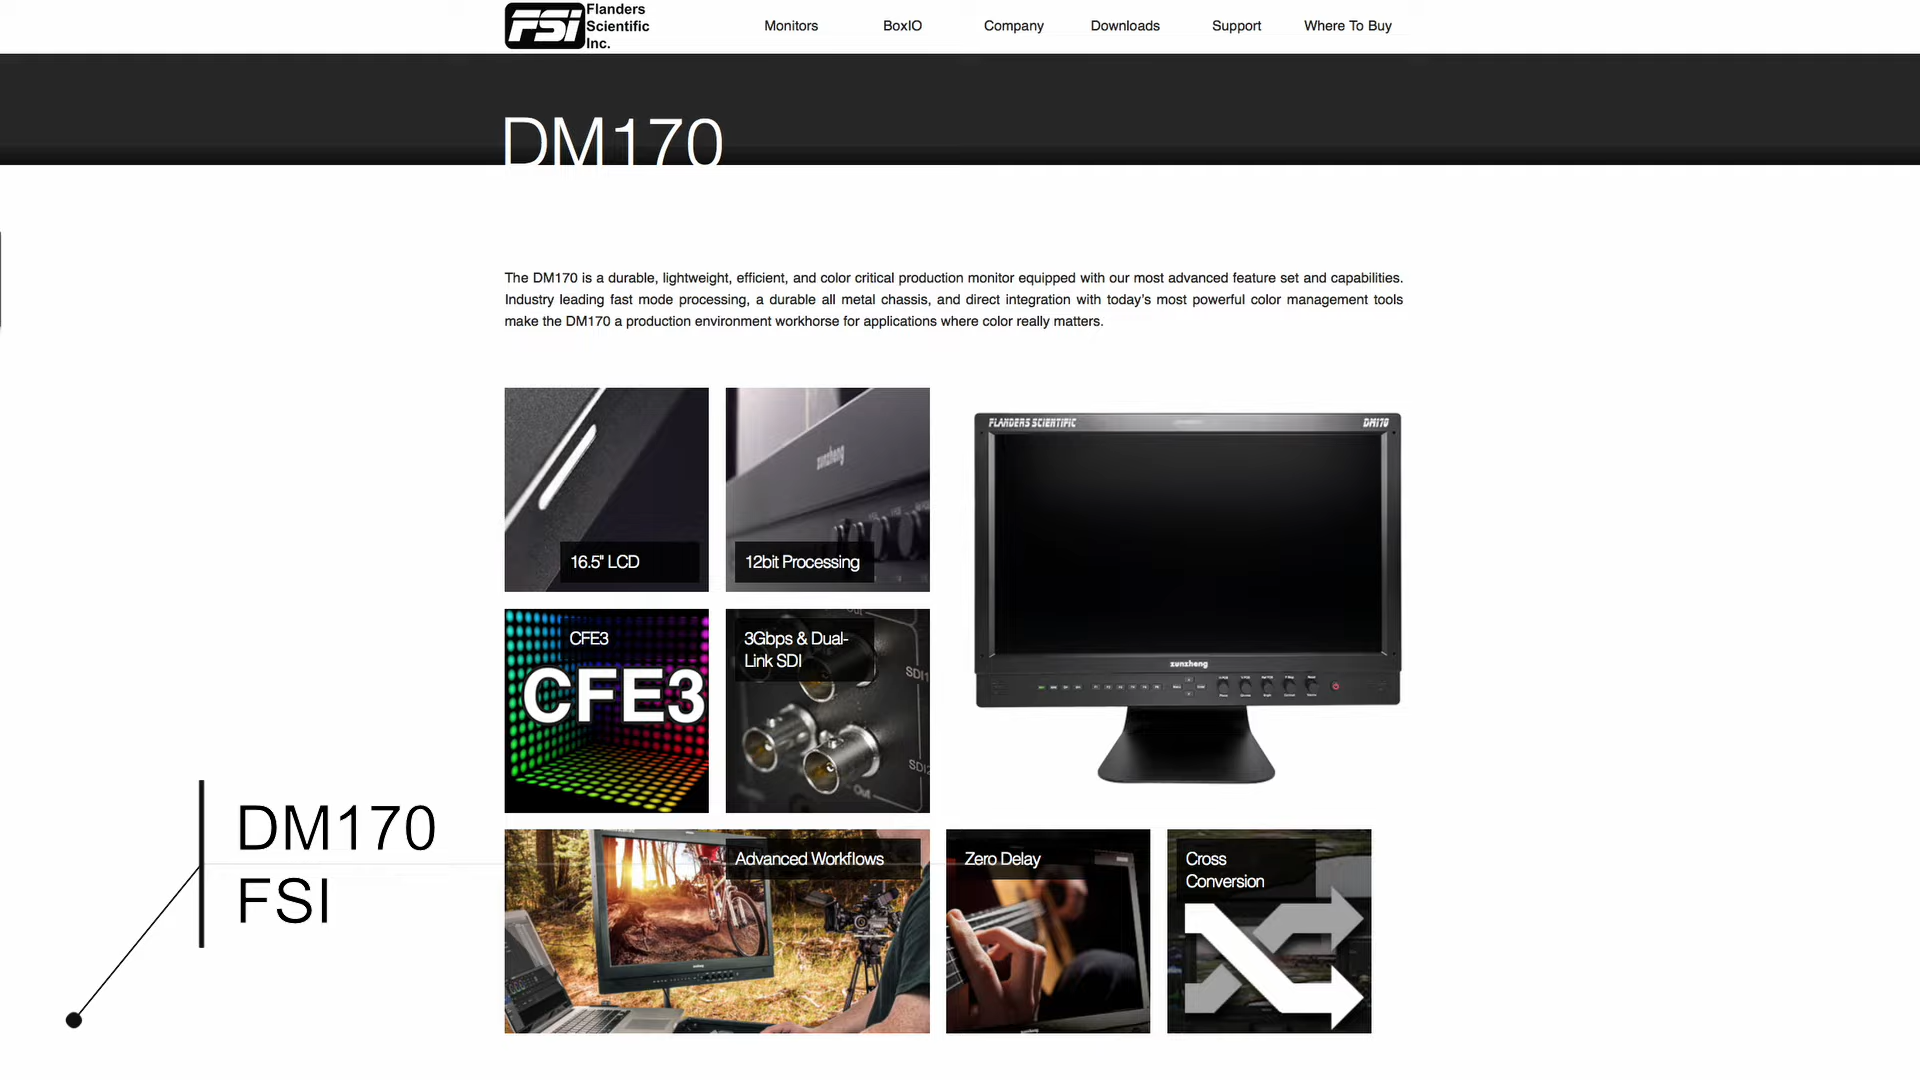 FSI
Flanders
Scientific
Inc.
Monitors
BoxIO
Company
Downloads
Support
Where To Buy
DM170
The DM170 is a durable, lightweight, efficient, and color critical production monitor equipped with our most advanced feature set and capabilities.
Industry leading fast mode processing, a durable all metal chassis, and direct integration with today's most powerful color management tools
make the DM170 a production environment workhorse for applications where color really matters.
16.5" LCD
zunzheng
12bit Processing
FLANDERS SCIENTIFIC
DM170
zunzheng
CFE3
CFE3
3Gbps & Dual-
Link SDI
Out
SDI1
SDI2
Out
Advanced Workflows
Zero Delay
Cross
Conversion
DM170
FSI